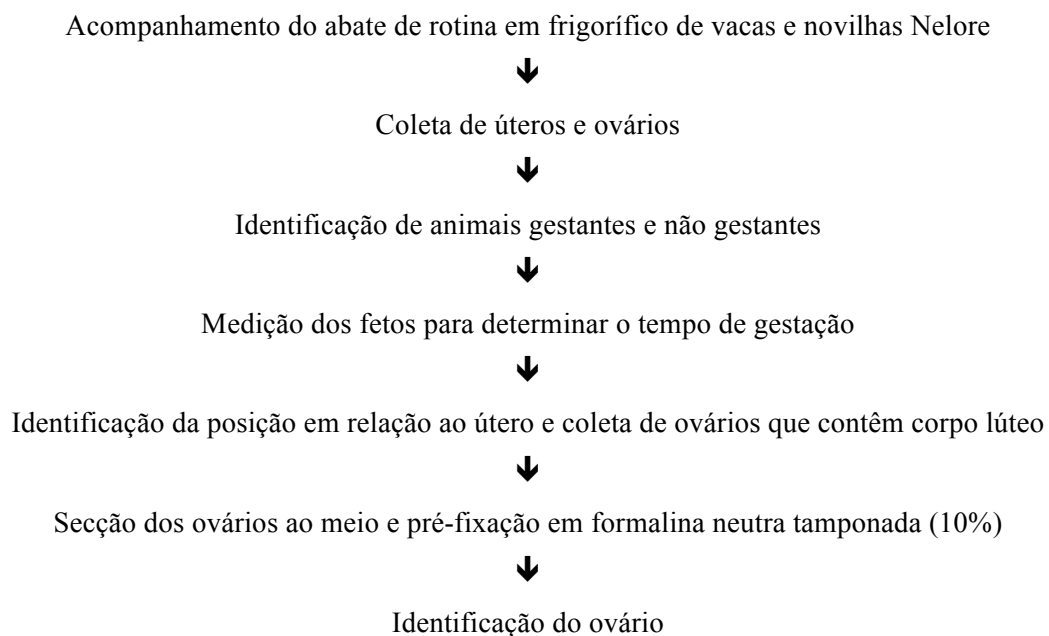 Acompanhamento do abate de rotina em frigorífico de vacas e novilhas Nelore
Coleta de úteros e ovários
Identificação de animais gestantes e não gestantes
Medição dos fetos para determinar o tempo de gestação
Identificação da posição em relação ao útero e coleta de ovários que contêm corpo lúteo
Secção dos ovários ao meio e pré-fixação em formalina neutra tamponada (10%)
Identificação do ovário